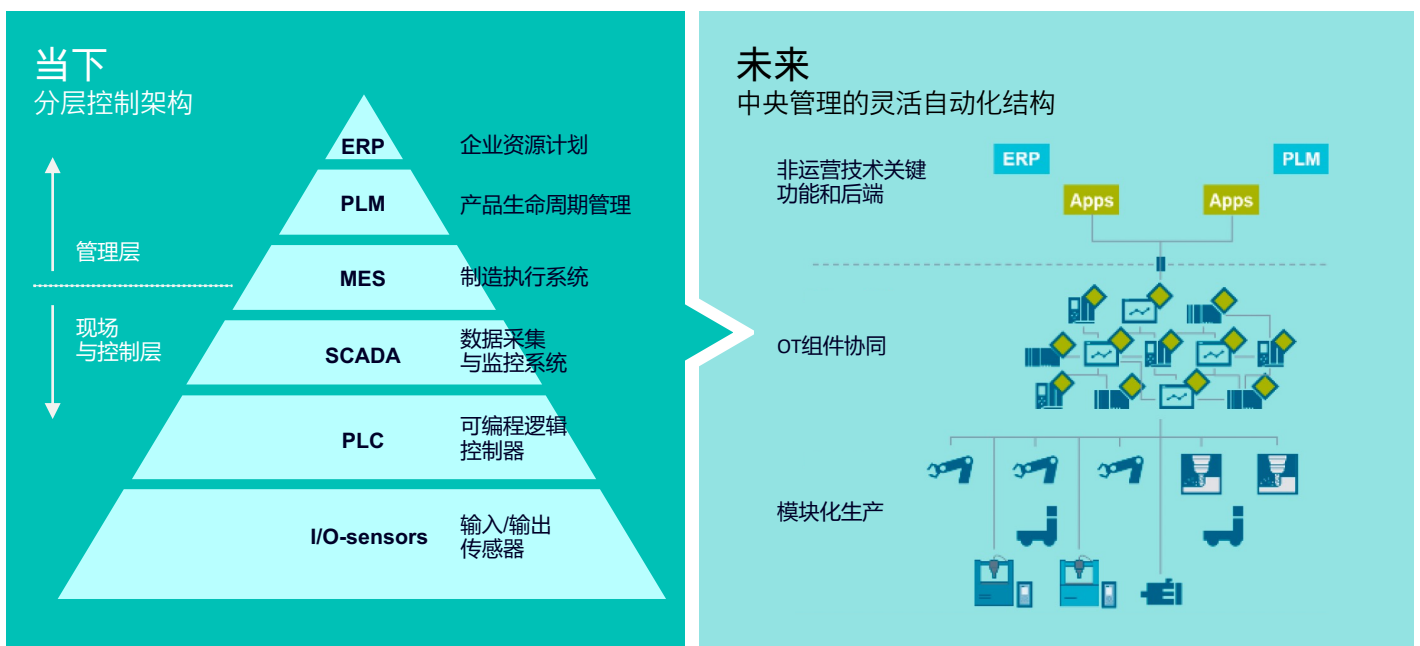 当下
分层控制架构
ERP
企业资源计划
PLM
产品生命周期管理
管理层
MES
制造执行系统
现场
与控制层
SCADA
数据采集
与监控系统
PLC
可编程逻辑
控制器
I/O-sensors
输入/输出
传感器
未来
中央管理的灵活自动化结构
非运营技术关键
功能和后端
ERP
PLM
Apps
Apps
OT组件协同
模块化生产